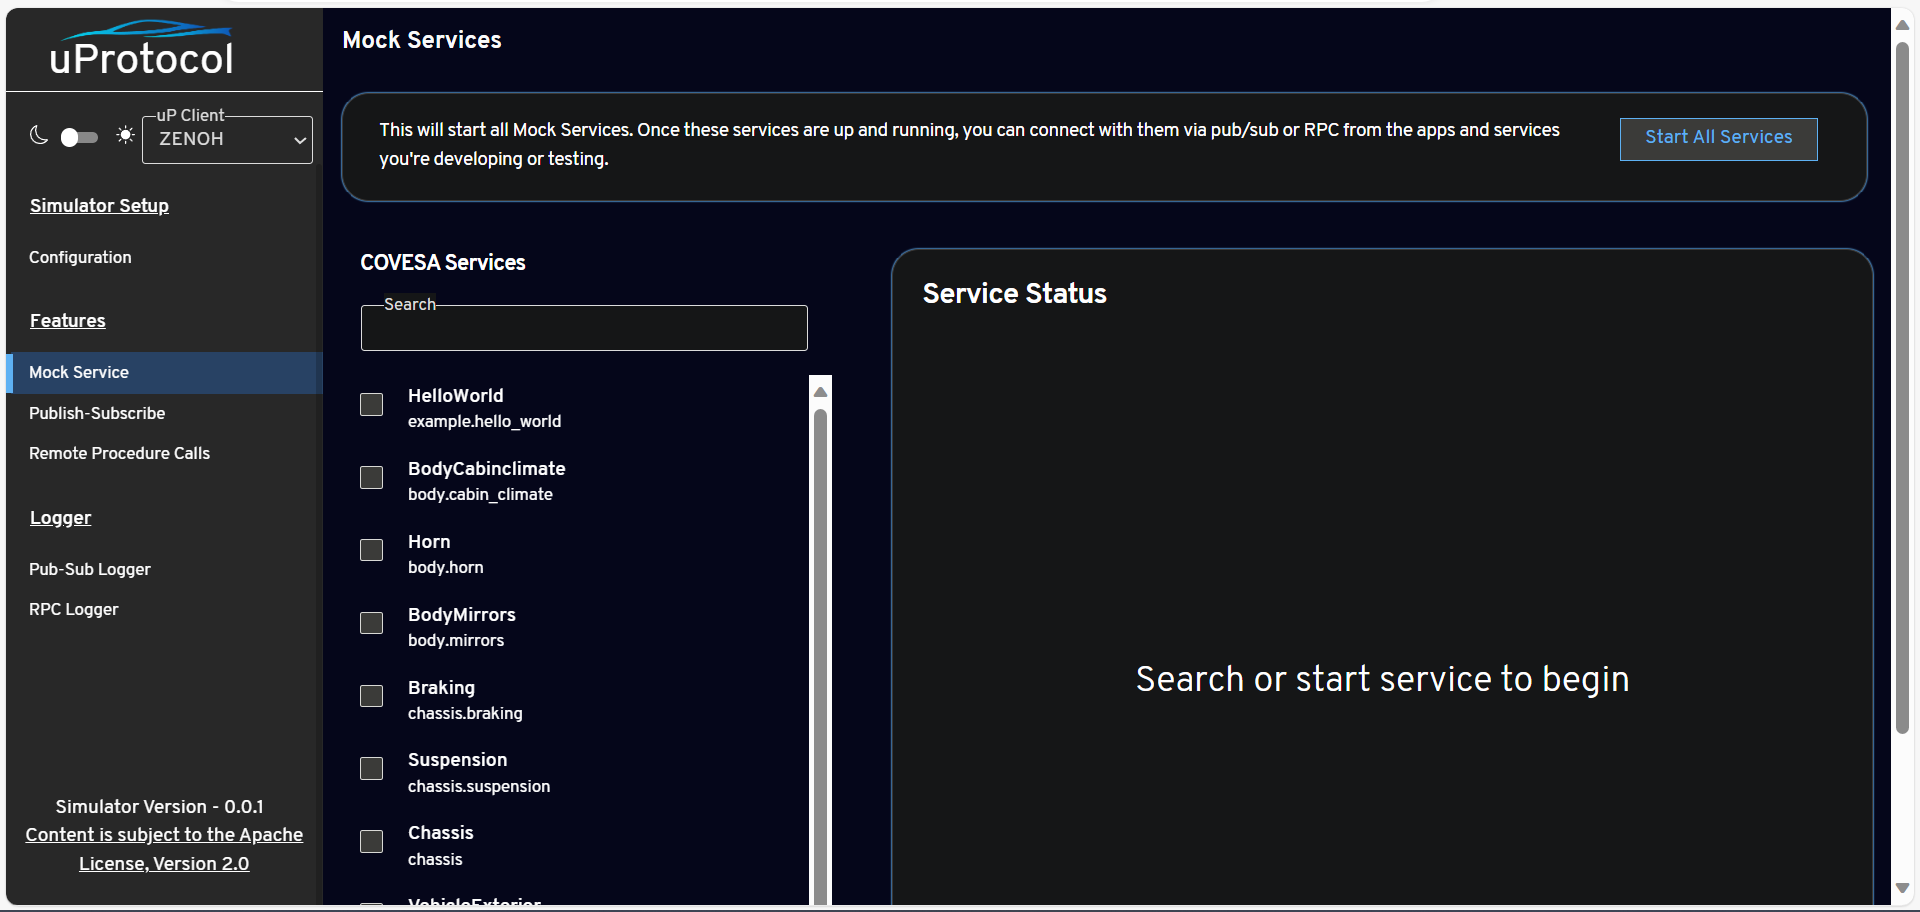 uProtocol
uP Client
ZENOH
Simulator Setup
Configuration
Features
Mock Service
Publish-Subscribe
Remote Procedure Calls
Logger
Pub-Sub Logger
RPC Logger
Simulator Version - 0.0.1
Content is subject to the Apache
License, Version 2.0
Mock Services
This will start all Mock Services. Once these services are up and running, you can connect with them via pub/sub or RPC from the apps and services
you're developing or testing.
Start All Services
COVESA Services
Search
HelloWorld
example.hello_world
BodyCabinclimate
body.cabin_climate
Horn
body.horn
BodyMirrors
body.mirrors
Braking
chassis.braking
Suspension
chassis.suspension
Chassis
chassis
VehicleExterior
Service Status
Search or start service to begin